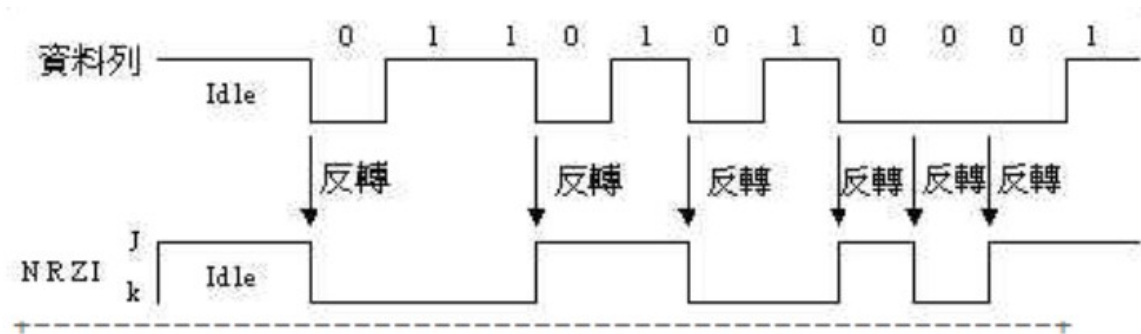 0 1 1 0 1 0 1 0 0 0 1
資料列
Idle
反轉 反轉 反轉 反轉 反轉 反轉
J
NRZI
k
Idle